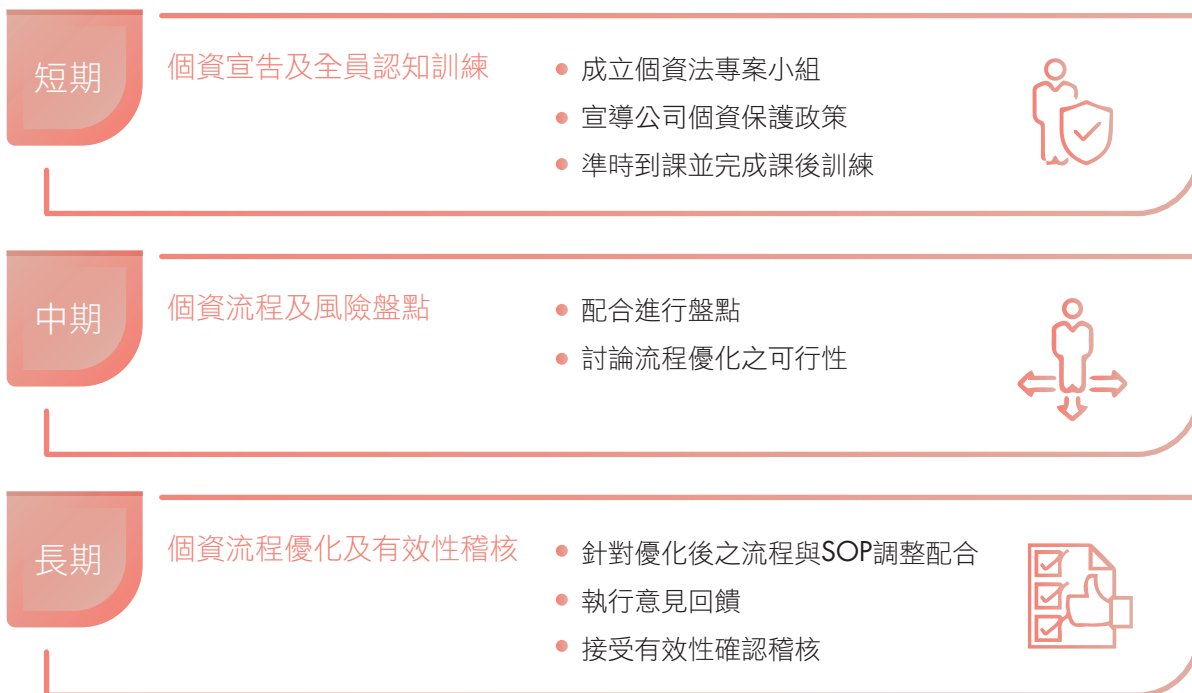 短期
個資宣告及全員認知訓練
成立個資法專案小組
宣導公司個資保護政策
準時到課並完成課後訓練
中期
個資流程及風險盤點
配合進行盤點
討論流程優化之可行性
長期
個資流程優化及有效性稽核
針對優化後之流程與SOP調整配合
執行意見回饋
接受有效性確認稽核